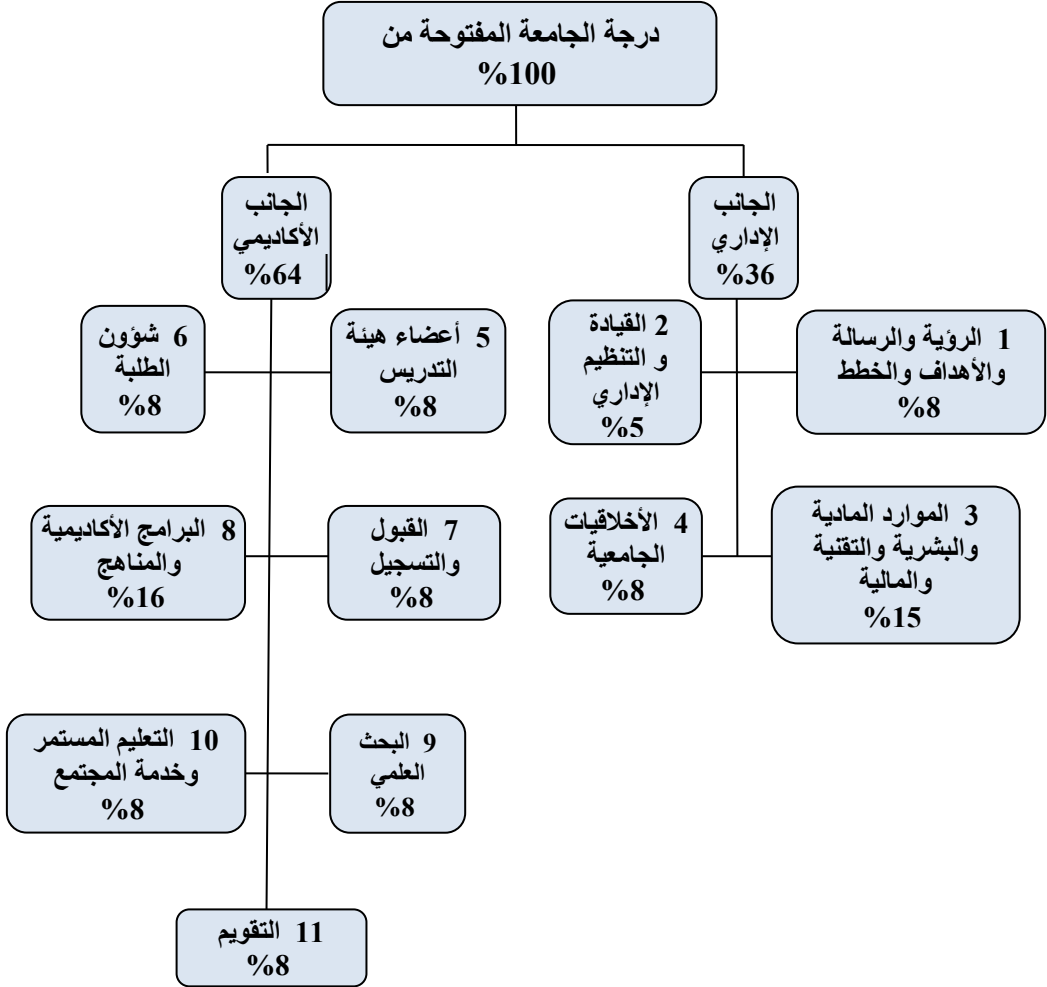 درجة الجامعة المفتوحة من
%100
الجانب
الإداري
%36
الجانب
الأكاديمي
%64
1 الرؤية والرسالة
والأهداف والخطط
%8
2 القيادة
و التنظيم
الإداري
%5
3 الموارد المادية
والبشرية والتقنية
والمالية
%15
4 الأخلاقيات
الجامعية
%8
5 أعضاء هيئة
التدريس
%8
6 شؤون
الطلبة
%8
7 القبول
والتسجيل
%8
8 البرامج الأكاديمية
والمناهج
%16
9 البحث
العلمي
%8
10 التعليم المستمر
وخدمة المجتمع
%8
11 التقويم
%8